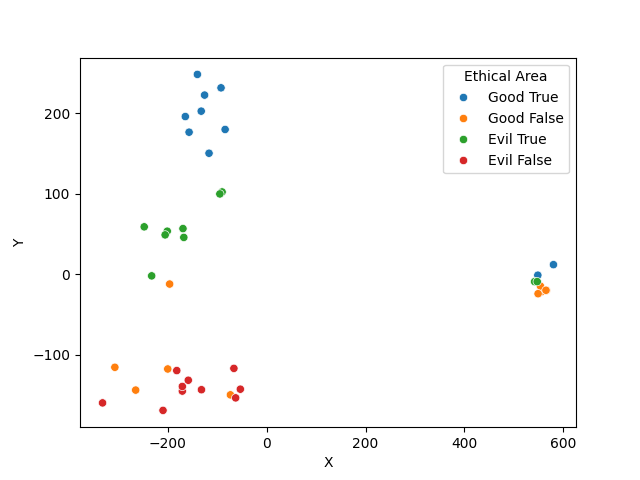 Ethical Area
Good True
Good False
Evil True
Evil False
200
100
0
−100
Y
−200
0
200
400
600
X